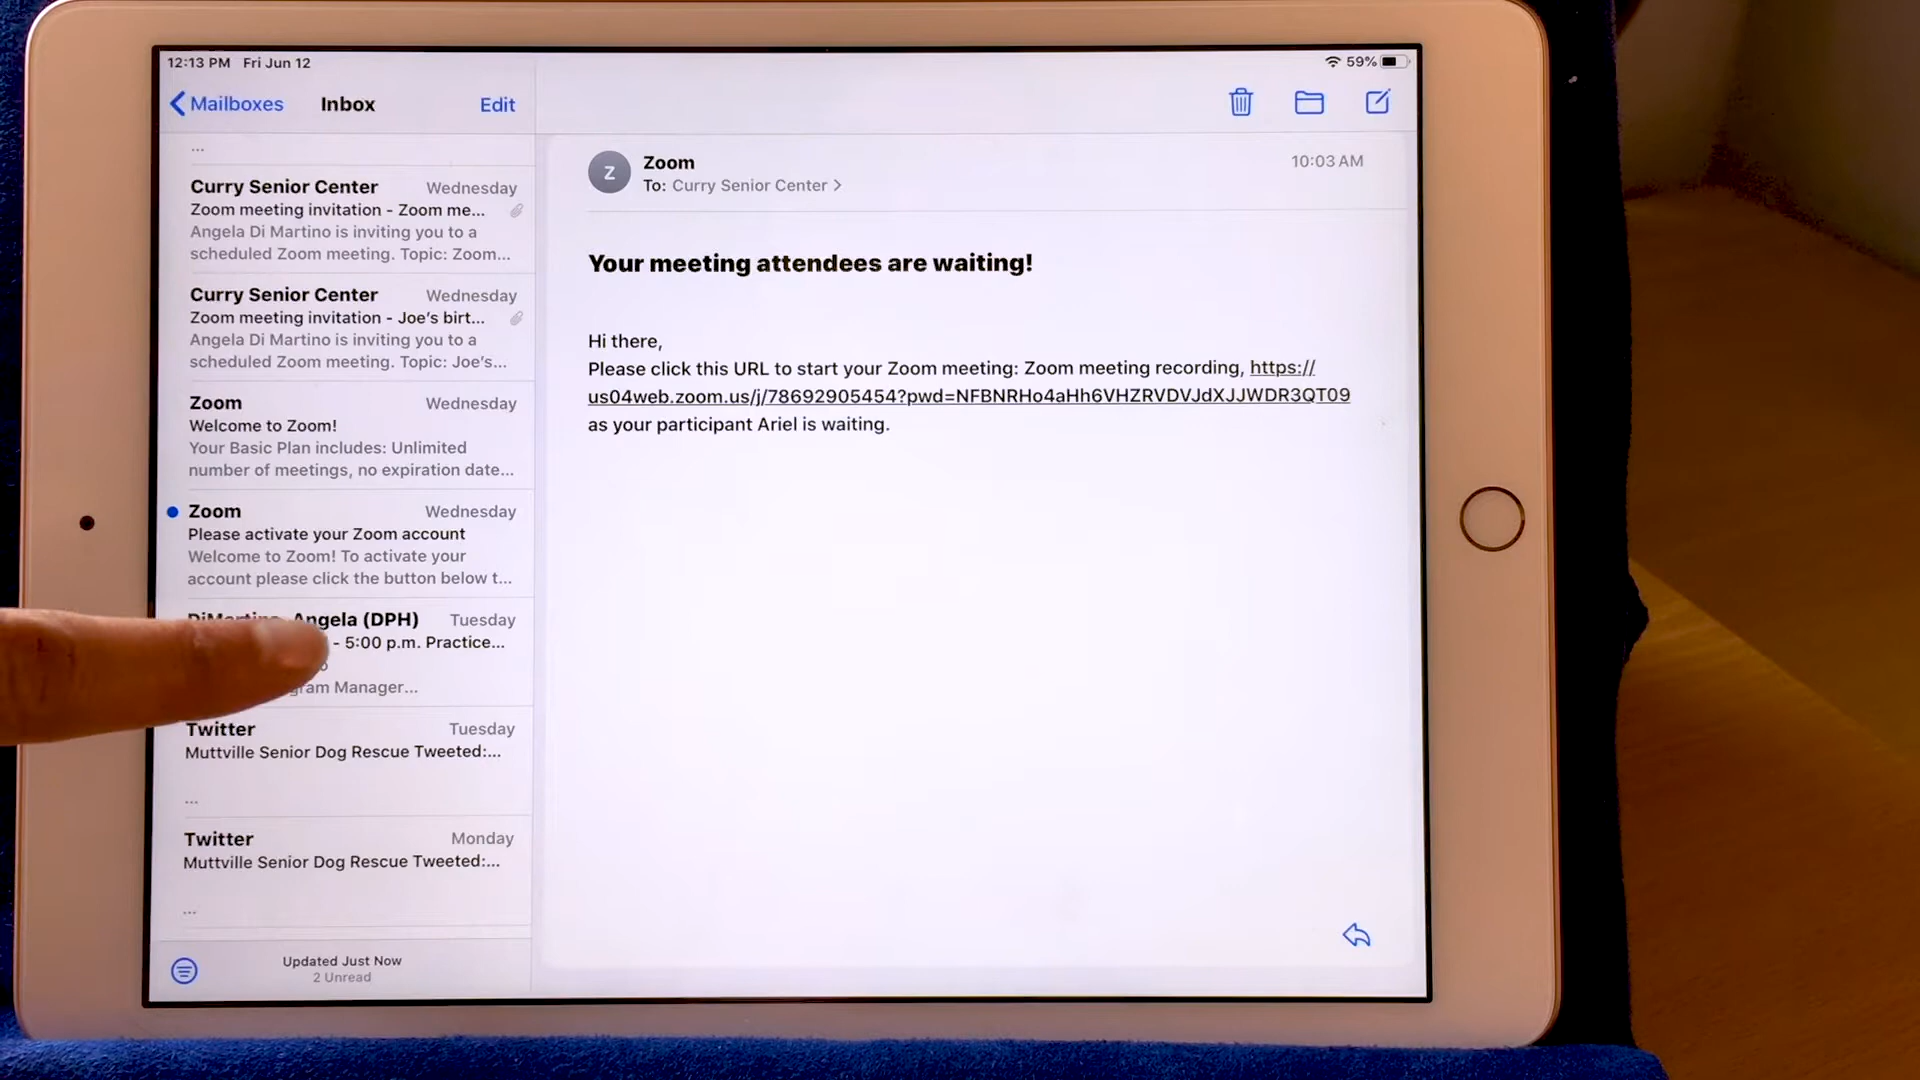 12:13 PM Fri Jun 12
59%
Mailboxes
Inbox
Edit
...
Curry Senior Center Wednesday
Zoom meeting invitation - Zoom me...
Angela Di Martino is inviting you to a
scheduled Zoom meeting. Topic: Zoom...
Curry Senior Center Wednesday
Zoom meeting invitation - Joe's birt...
Angela Di Martino is inviting you to a
scheduled Zoom meeting. Topic: Joe's...
Zoom Wednesday
Welcome to Zoom!
Your Basic Plan includes: Unlimited
number of meetings, no expiration date...
Zoom Wednesday
Please activate your Zoom account
Welcome to Zoom! To activate your
account please click the button below t...
DiMartino, Angela (DPH) Tuesday
- 5:00 p.m. Practice...
Manager...
Twitter Tuesday
Muttville Senior Dog Rescue Tweeted:...
...
Twitter Monday
Muttville Senior Dog Rescue Tweeted:...
...
Updated Just Now
2 Unread
Z
Zoom
10:03 AM
To: Curry Senior Center
Your meeting attendees are waiting!
Hi there,
Please click this URL to start your Zoom meeting: Zoom meeting recording, https://
us04web.zoom.us/j/78692905454?pwd=NFBNRHo4aHh6VHZRVDVJdXJJWDR3QT09
as your participant Ariel is waiting.